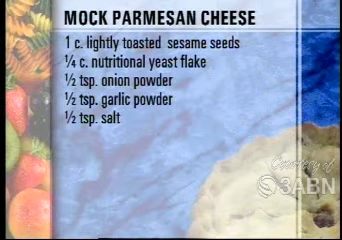 MOCK PARMESAN CHEESE
1 c. lightly toasted sesame seeds
¼ c. nutritional yeast flake
½ tsp. onion powder
½ tsp. garlic powder
½ tsp. salt
Courtesy of
3ABN